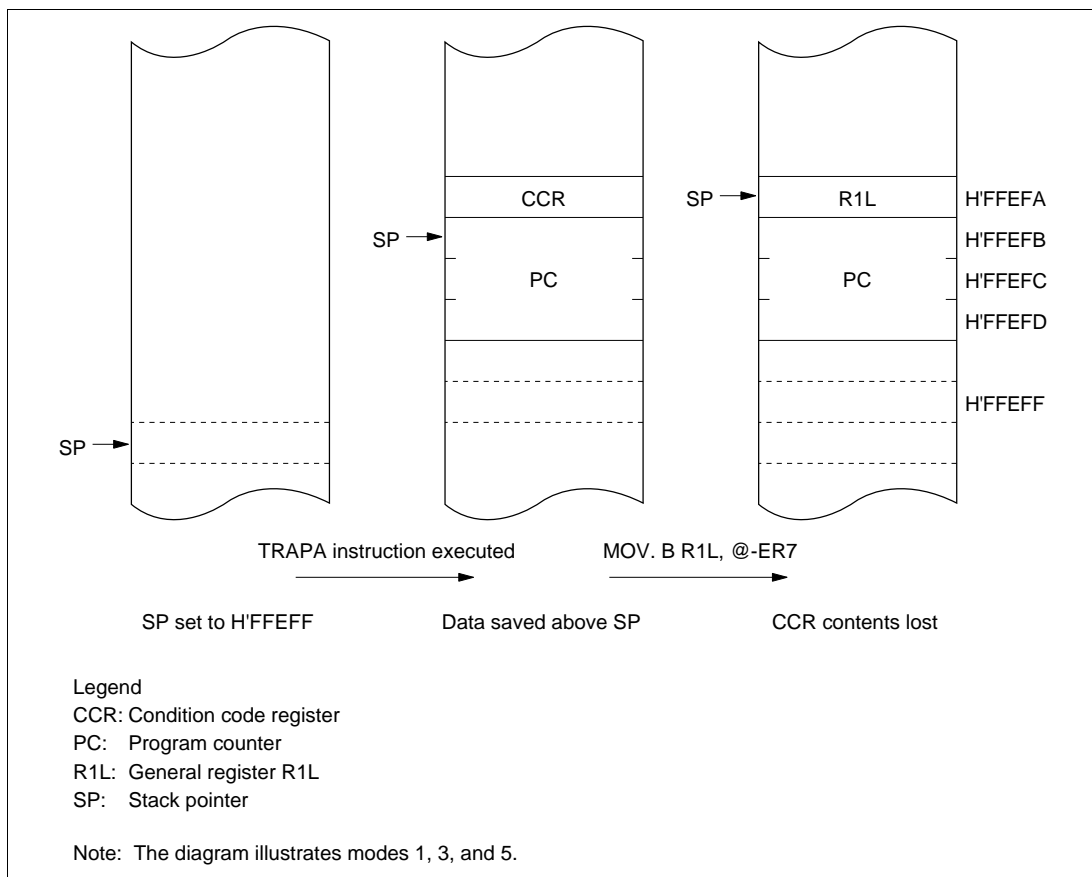 CCR
SP
R1L
H'FFEFA
SP
H'FFEFB
PC
PC
H'FFEFC
H'FFEFD
H'FFEFF
SP
TRAPA instruction executed
MOV. B R1L, @-ER7
SP set to H'FFEFF
Data saved above SP
CCR contents lost
Legend
CCR: Condition code register
PC: Program counter
R1L: General register R1L
SP: Stack pointer
Note: The diagram illustrates modes 1, 3, and 5.